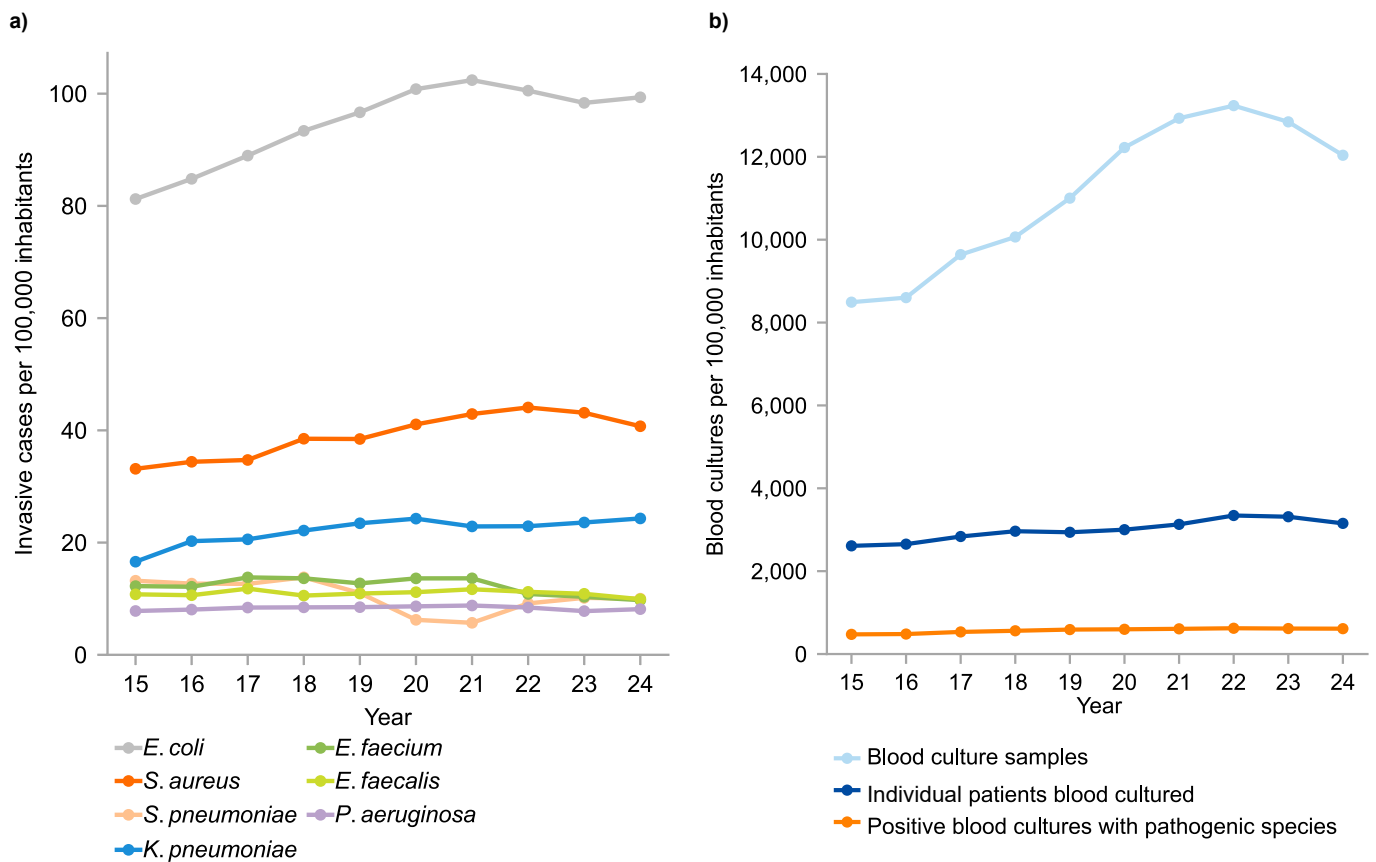 a)
Invasive cases per 100,000 inhabitants
100
80
60
40
20
0
15 16 17 18 19 20 21 22 23 24
Year
E. coli
S. aureus
S. pneumoniae
K. pneumoniae
E. faecium
E. faecalis
P. aeruginosa
b)
Blood cultures per 100,000 inhabitants
14,000
12,000
10,000
8,000
6,000
4,000
2,000
0
15 16 17 18 19 20 21 22 23 24
Year
Blood culture samples
Individual patients blood cultured
Positive blood cultures with pathogenic species